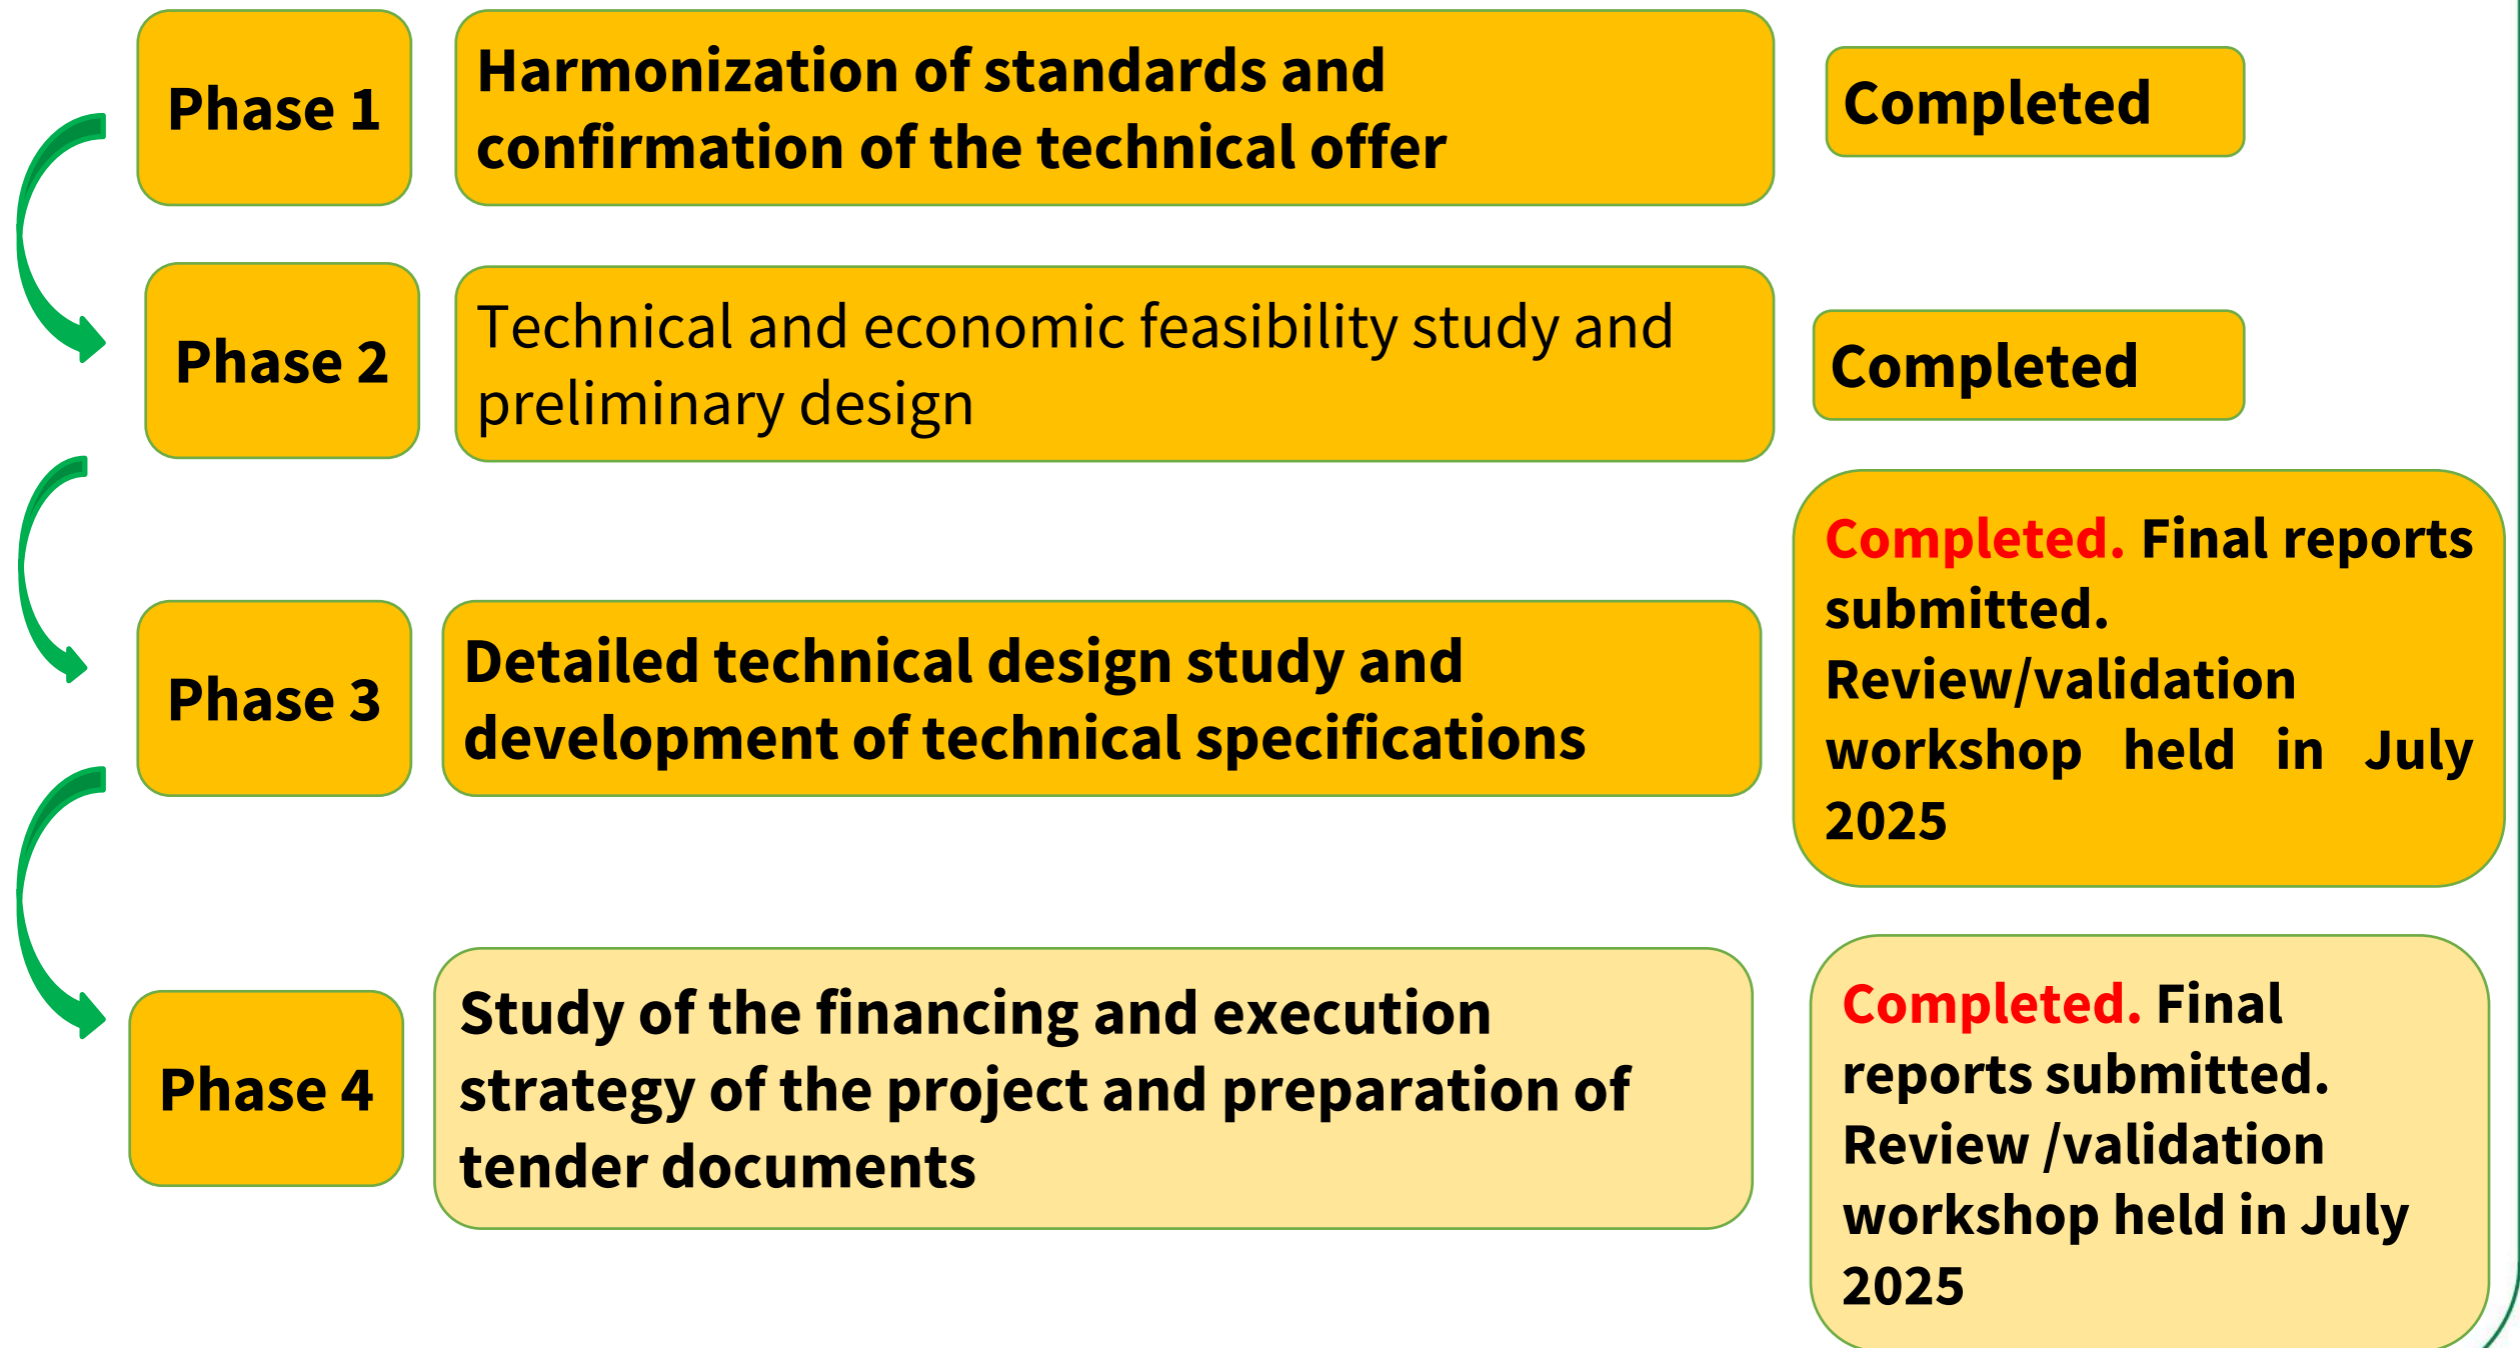 Phase 1
Harmonization of standards and
confirmation of the technical offer
Completed
Phase 2
Technical and economic feasibility study and
preliminary design
Completed
Phase 3
Detailed technical design study and
development of technical specifications
Completed. Final reports
submitted.
Review/validation
workshop held in July
2025
Phase 4
Study of the financing and execution
strategy of the project and preparation of
tender documents
Completed. Final
reports submitted.
Review /validation
workshop held in July
2025